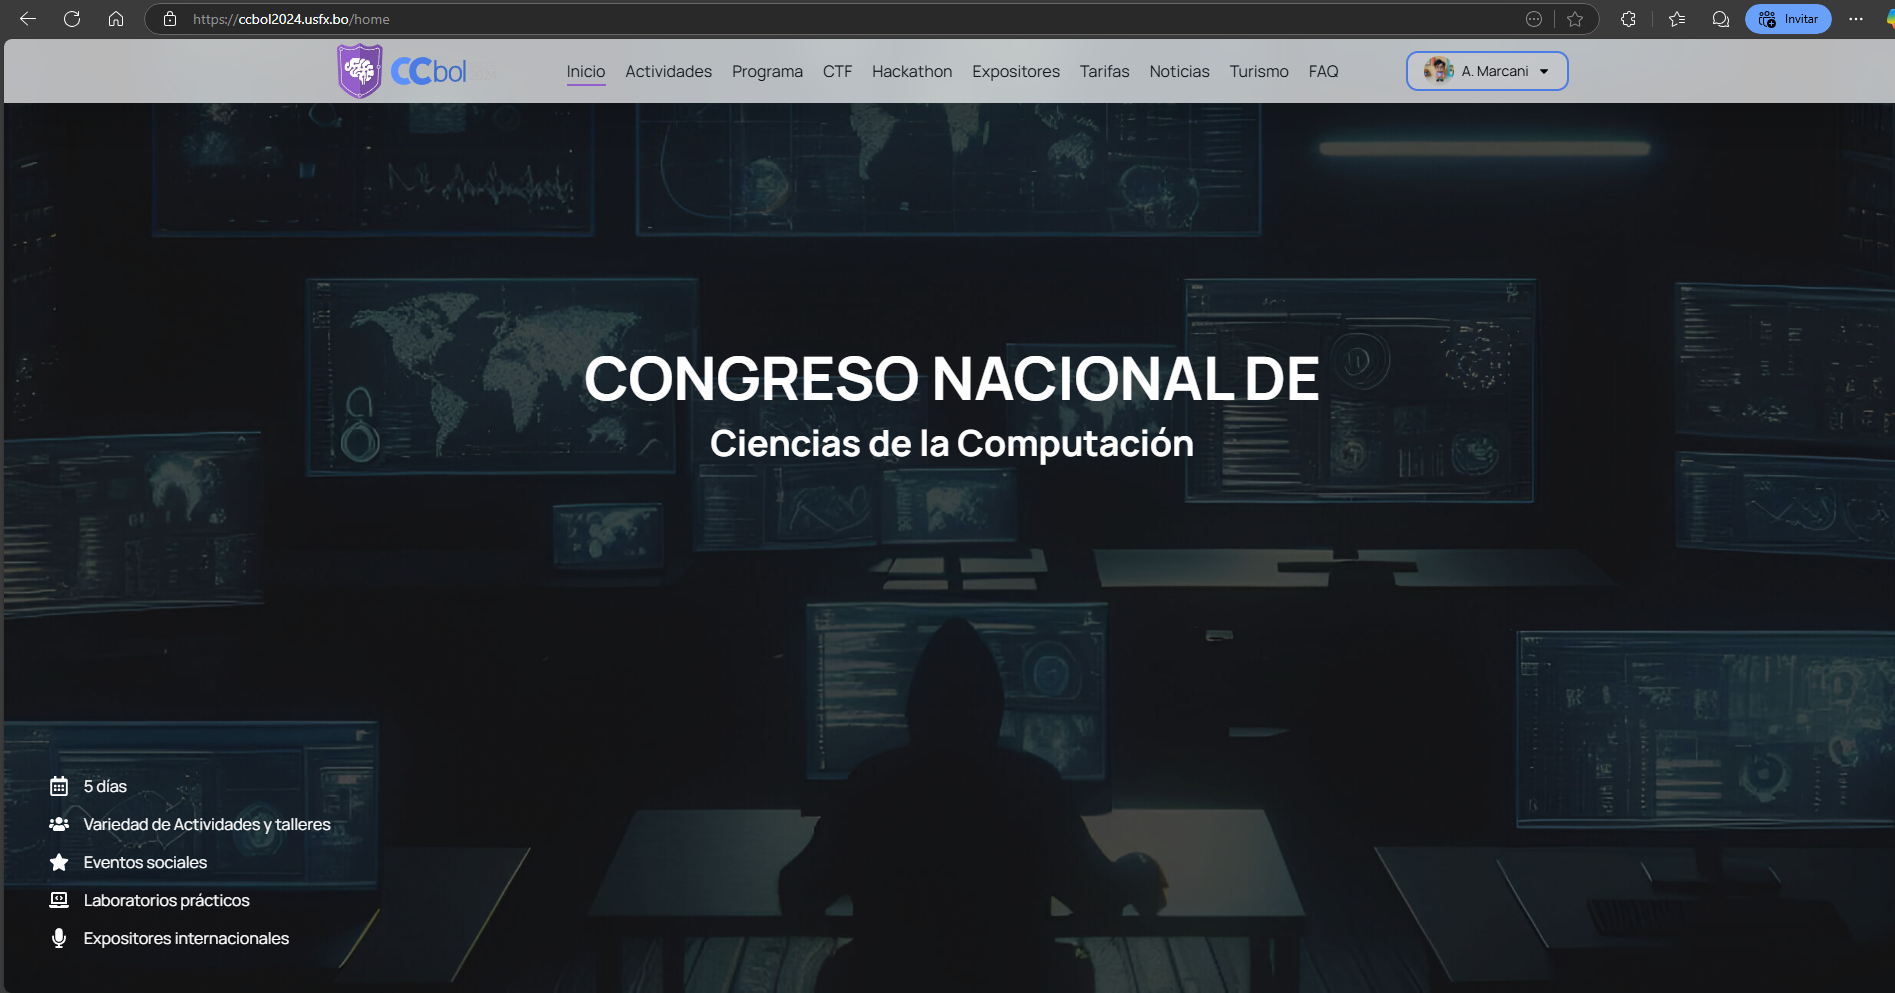 https://ccbol2024.usfx.bo/home
Invitar
CCbol
Inicio
Actividades
Programa
CTF
Hackathon
Expositores
Tarifas
Noticias
Turismo
FAQ
A. Marcani
CONGRESO NACIONAL DE
Ciencias de la Computación
5 días
Variedad de Actividades y talleres
Eventos sociales
Laboratorios prácticos
Expositores internacionales